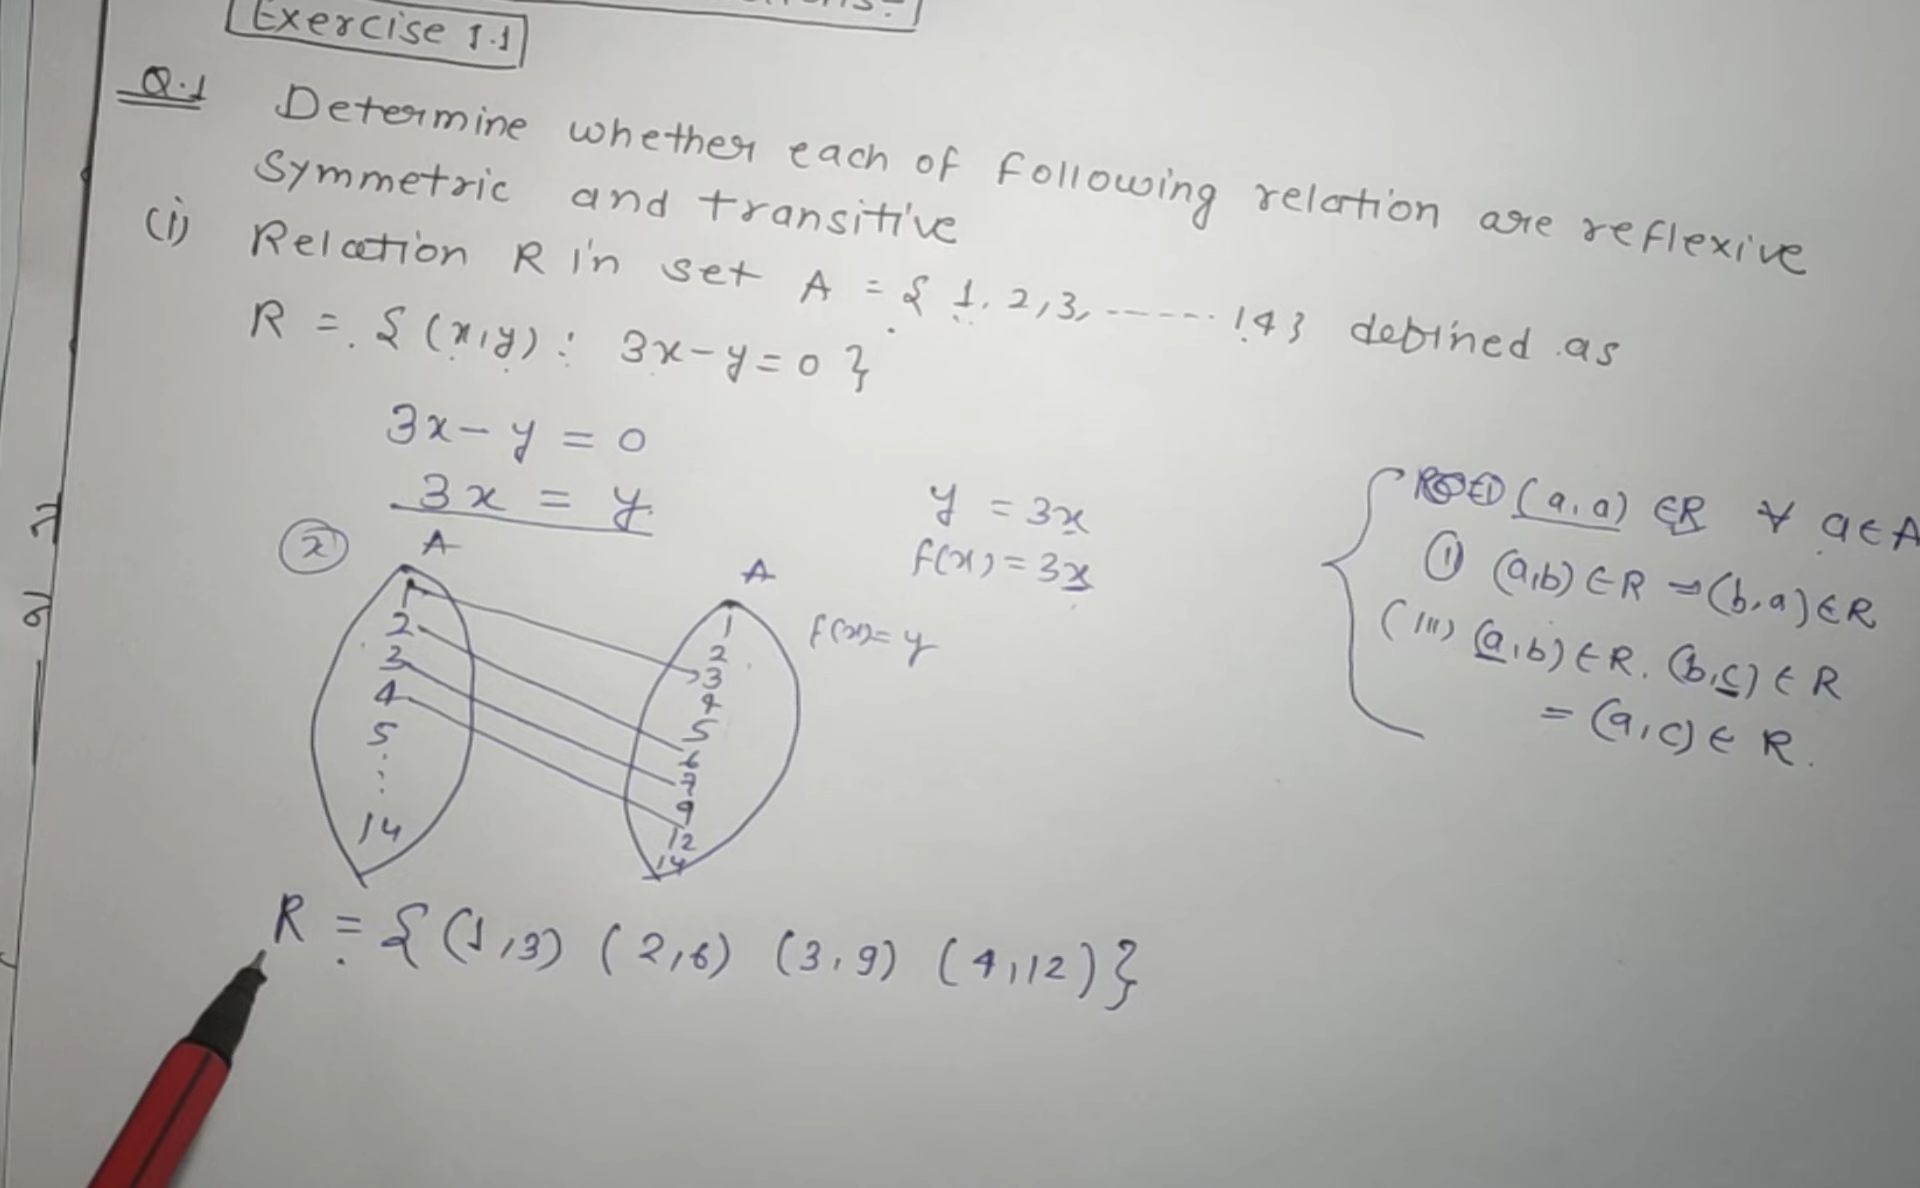 Exercise 1.1
Q.1 Determine whether each of following relation are reflexive
Symmetric and transitive
(i) Relation R in set A = { 1, 2, 3, ------ 14} defined as
R = { (x,y) : 3x-y=0 }
3x - y = 0
3x = y
y = 3x
f(x) = 3x
f(x) = y
x
A
1
2
3
4
5
14
A
1
2
3
4
5
6
7
9
12
14
(a,a) ∈R ∀ a∈A
(a,b) ∈R → (b,a) ∈R
(III) (a,b) ∈R. (b,c) ∈ R
= (a,c) ∈ R.
R = { (1,3) (2,6) (3,9) (4,12) }